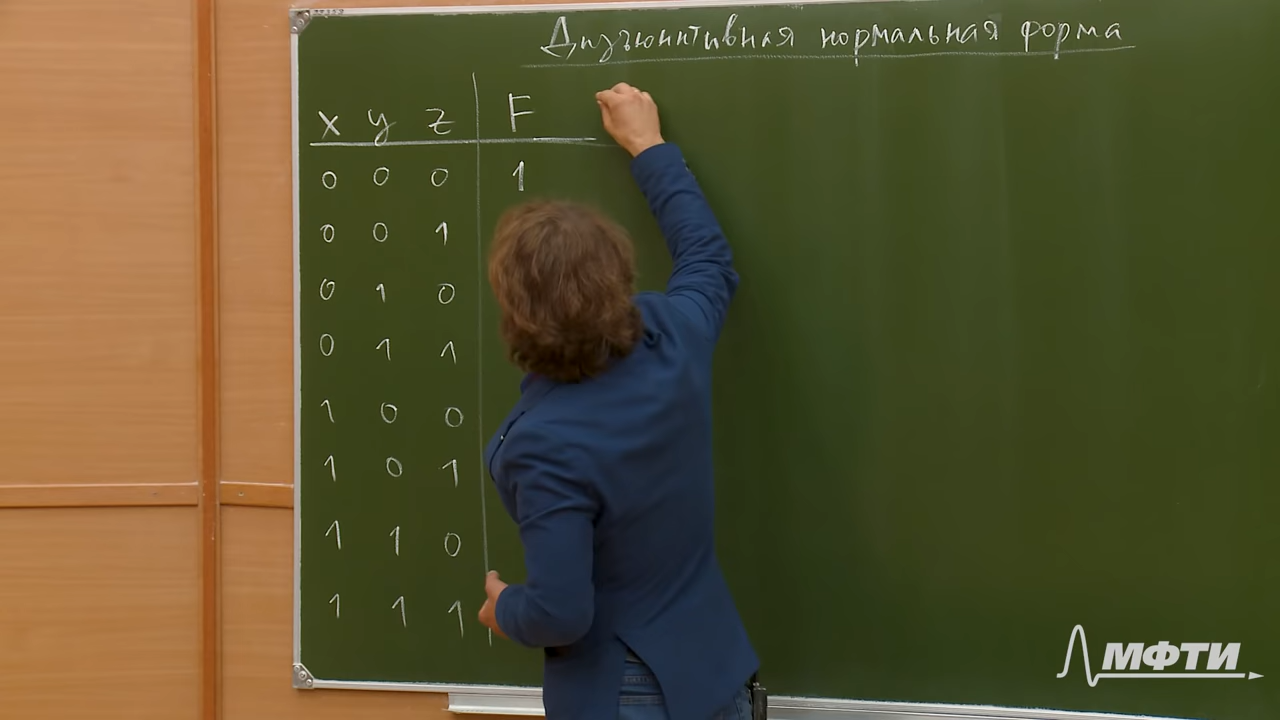 Дизъюнктивная нормальная форма
x y z F
0 0 0 1
0 0 1
0 1 0
0 1 1
1 0 0
1 0 1
1 1 0
1 1 1
МФТИ